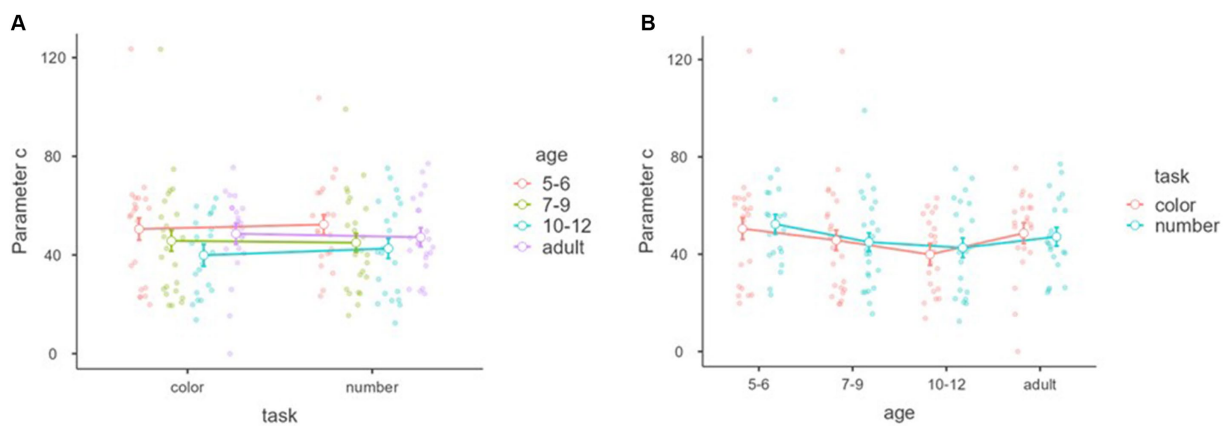 A
Parameter c
120
80
40
0
color
number
task
age
5-6
7-9
10-12
adult
B
Parameter c
120
80
40
0
5-6
7-9
10-12
adult
age
task
color
number